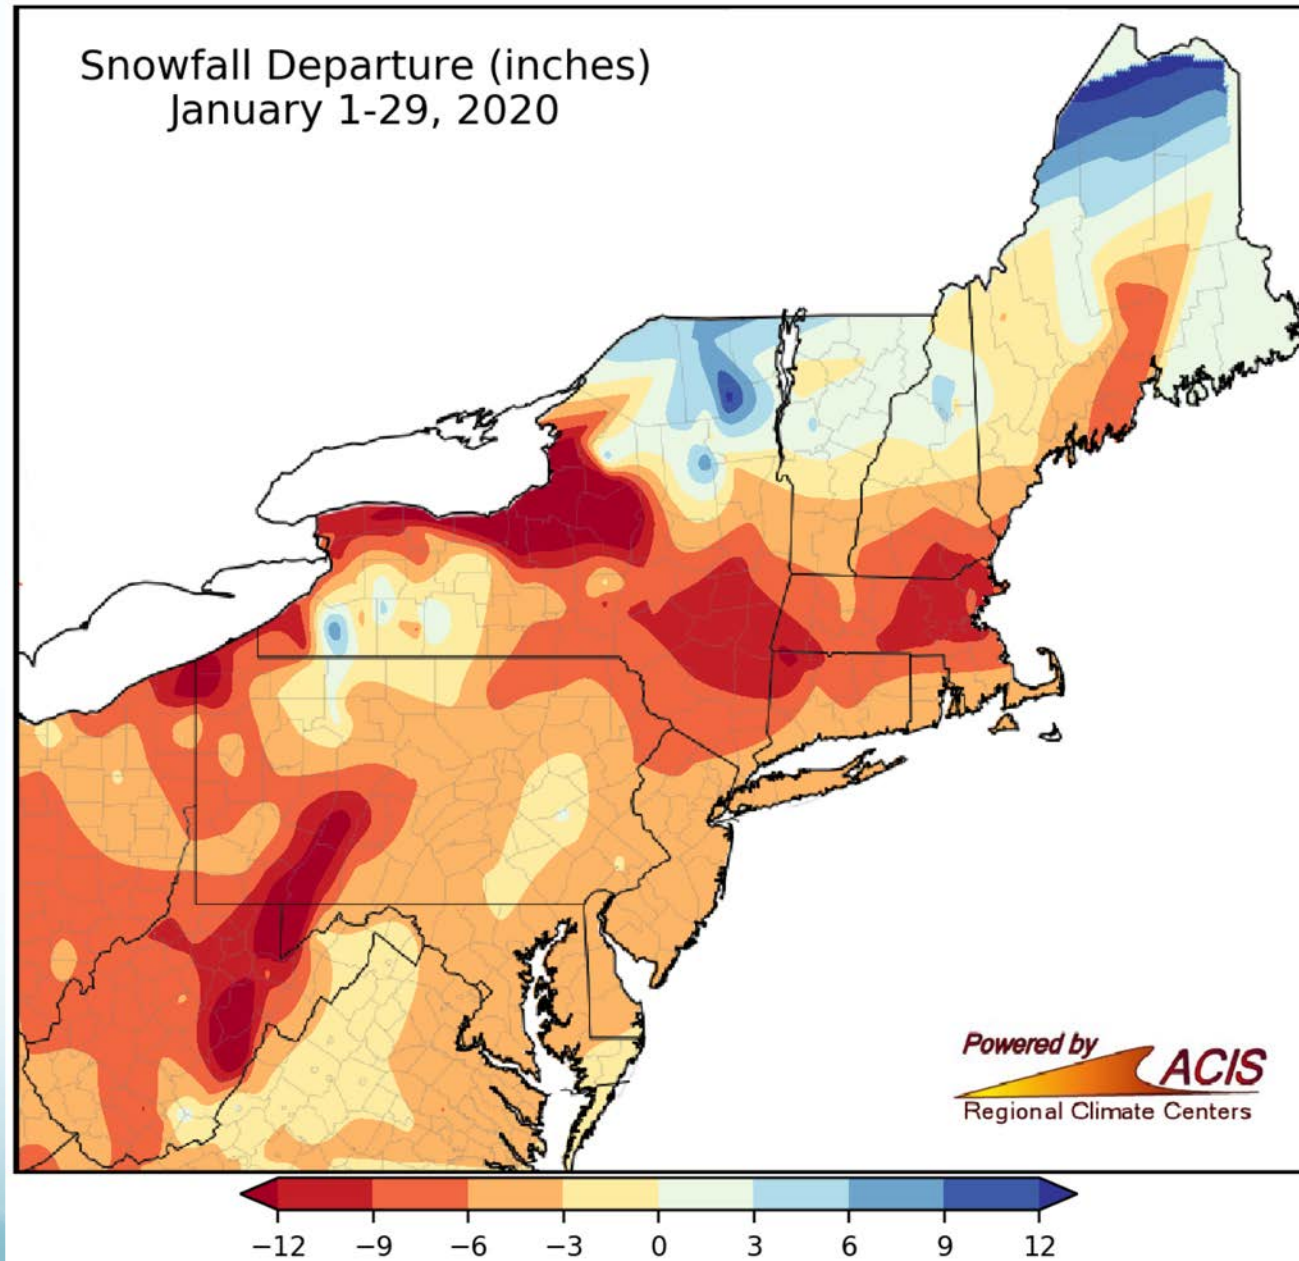 Snowfall Departure (inches)
January 1-29, 2020
Powered by
ACIS
Regional Climate Centers
−12 −9 −6 −3 0 3 6 9 12